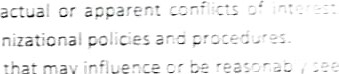 actual or apparent conflicts of interest
nizational policies and procedures.
that may influence or be reasonably see